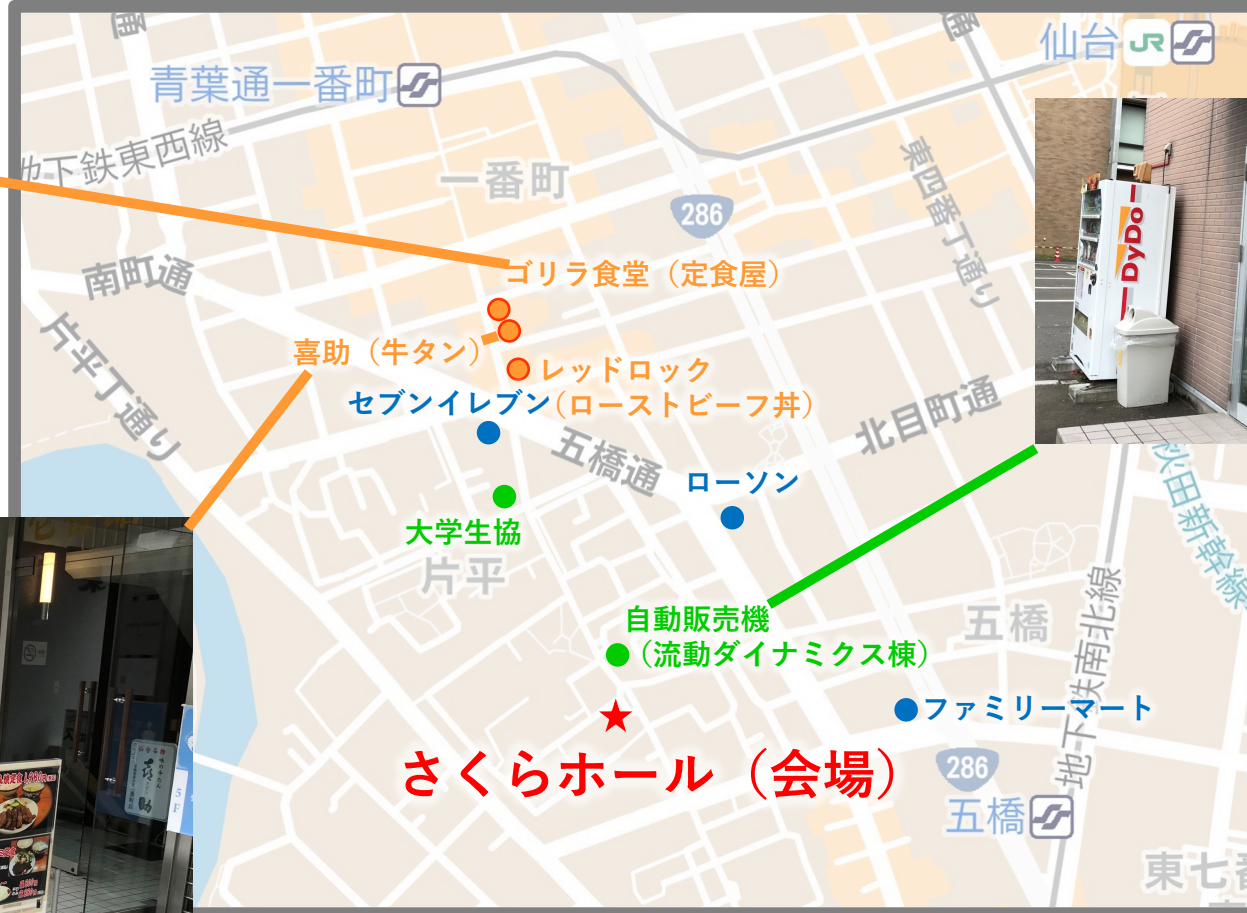 仙台 JR
青葉通一番町
地下鉄東西線
一番町
286
東四番丁通り
DyDo
南町通
ゴリラ食堂（定食屋）
片平丁通り
喜助（牛タン）
レッドロック
セブンイレブン
（ローストビーフ丼）
北目町通
五橋通
ローソン
秋田新幹線
大学生協
片平
自動販売機
（流動ダイナミクス棟）
五橋
地下鉄南北線
ファミリーマート
さくらホール（会場）
286
五橋
東七番
助
5
F